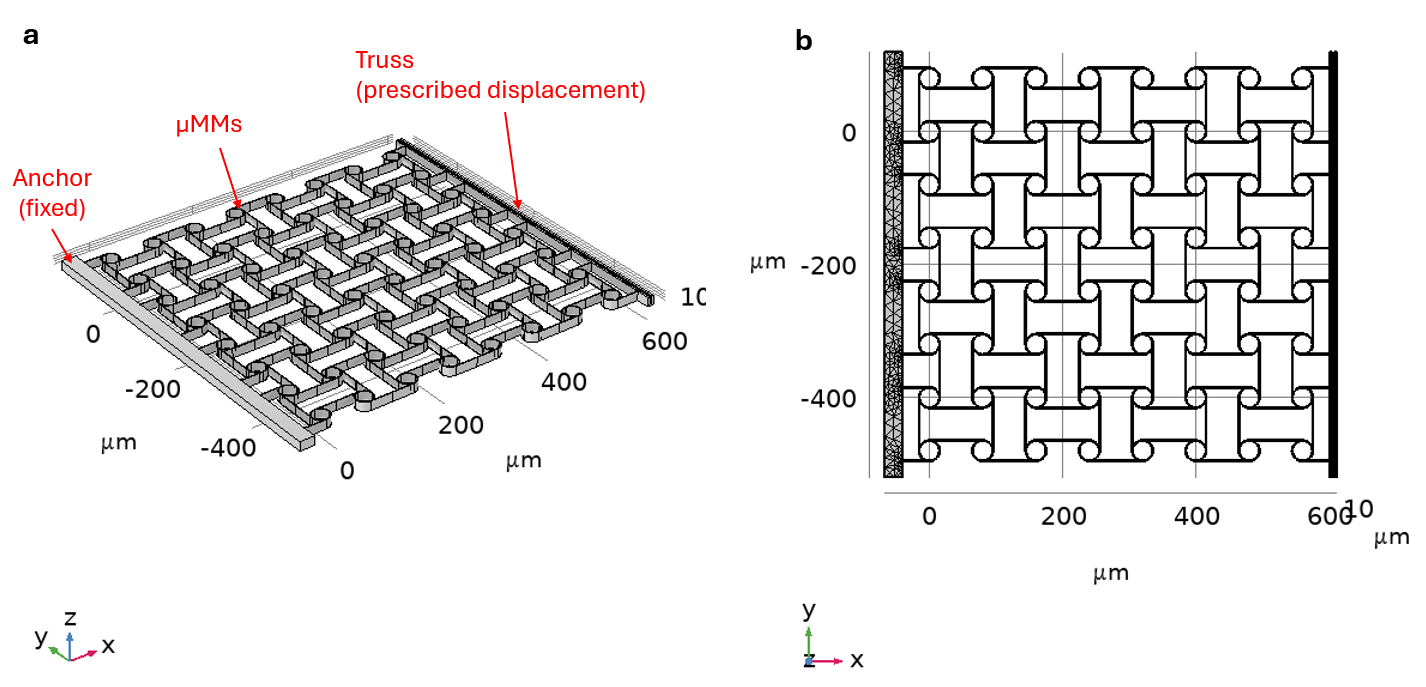 a
b
Truss
(prescribed displacement)
μMMs
Anchor
(fixed)
0
-200
-400
μm
0
200
400
600
10
μm
0
-200
-400
μm
0
200
400
600
10
μm
μm
z
y
x
y
z
x